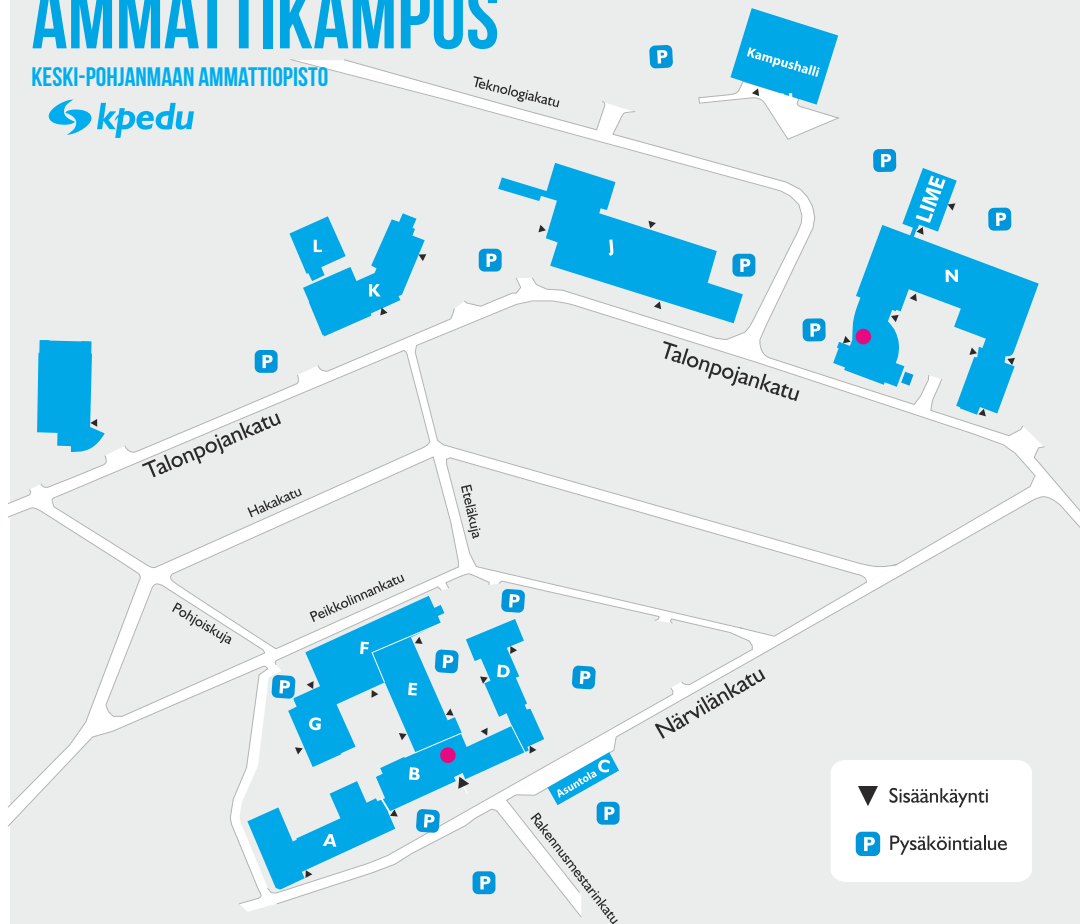 AMMATTIKAMPUS
KESKI-POHJANMAAN AMMATTIOPISTO
kpedu
P
Kampushalli
Teknologiakatu
P
LIME
P
L
K
P
J
P
N
P
P
Talonpojankatu
Talonpojankatu
Hakakatu
Eteläkuja
Peikkolinnankatu
Pohjoiskuja
P
F
P
D
P
P
E
G
Närvilänkatu
B
Asuntola C
A
P
P
Rakennusmestarinkatu
P
Sisäänkäynti
P Pysäköintialue